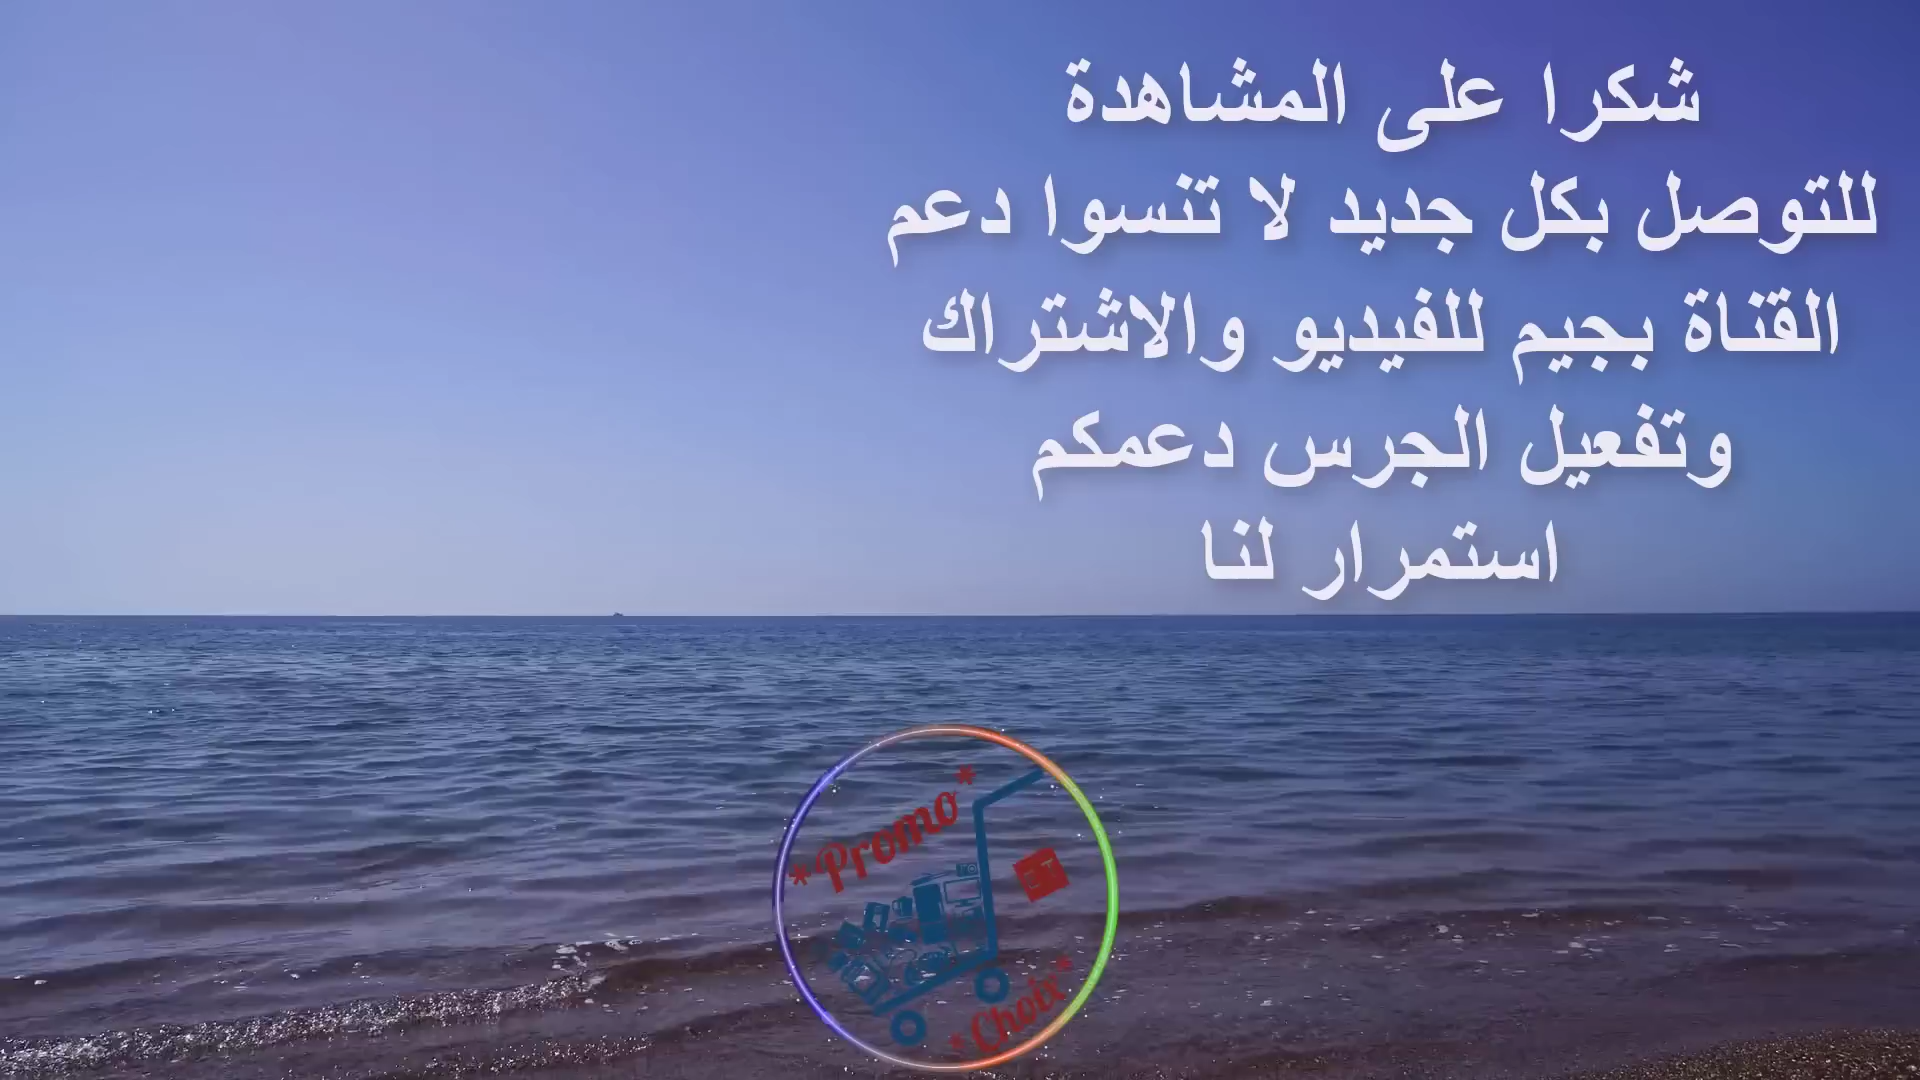 شكرا على المشاهدة
للتوصل بكل جديد لا تنسوا دعم
القناة بجيم للفيديو والاشتراك
وتفعيل الجرس دعمكم
استمرار لنا
*Promo*
ET
*Choix*